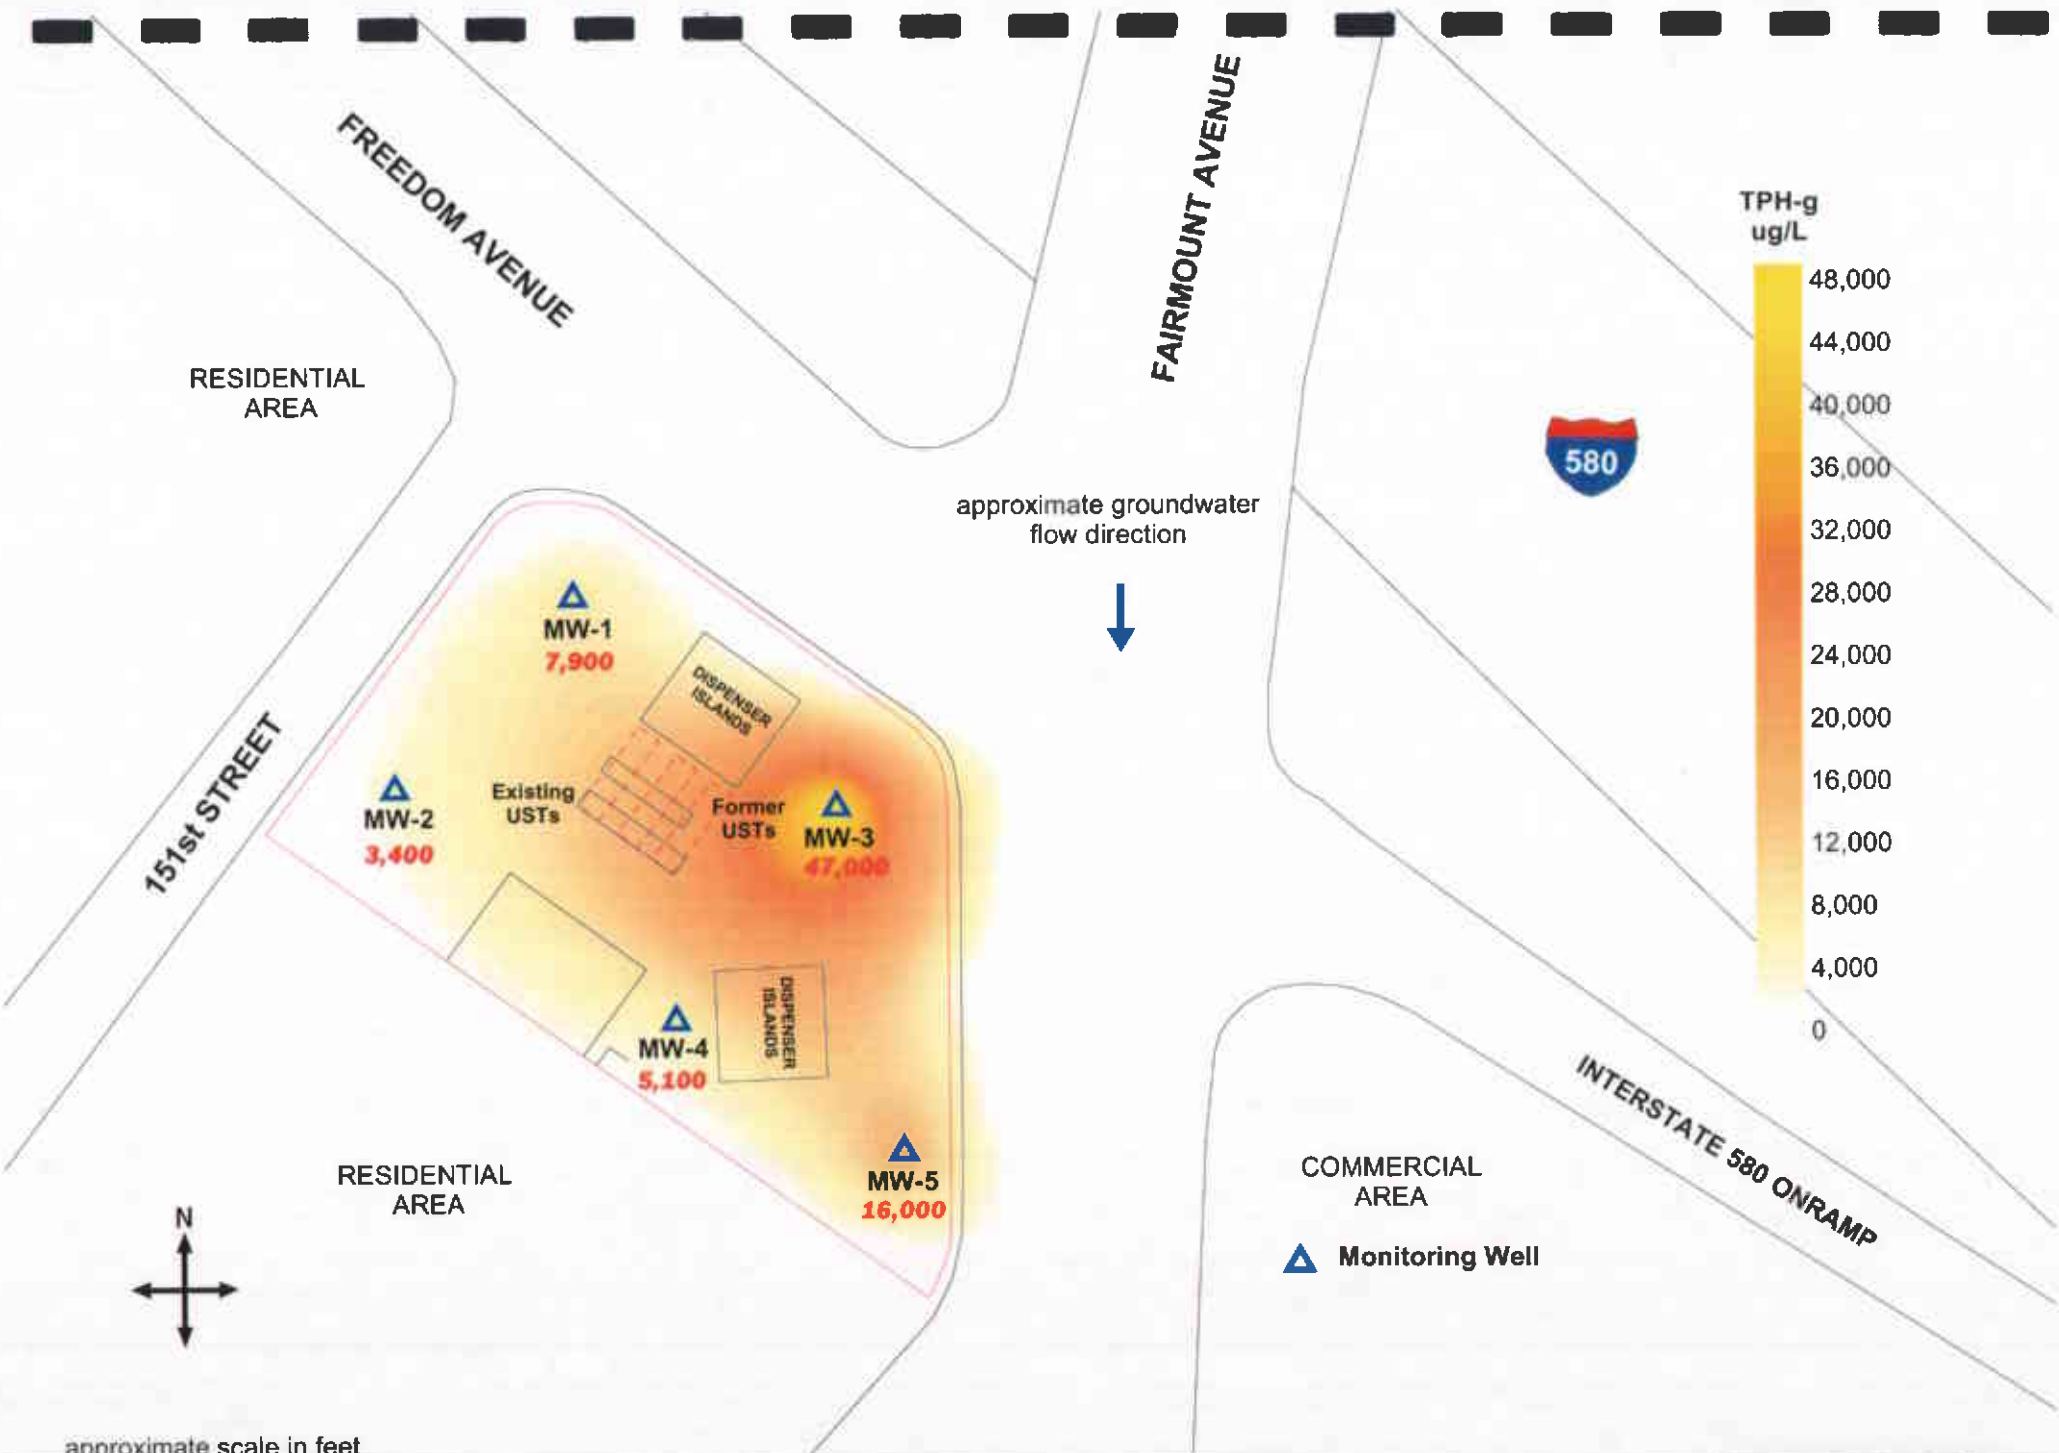 FREEDOM AVENUE
FAIRMOUNT AVENUE
TPH-g
ug/L
48,000
44,000
40,000
36,000
32,000
28,000
24,000
20,000
16,000
12,000
8,000
4,000
0
RESIDENTIAL
AREA
580
approximate groundwater
flow direction
MW-1
7,900
DISPENSER
ISLANDS
151st STREET
MW-2
3,400
Existing
USTs
Former
USTs
MW-3
47,000
DISPENSER
ISLANDS
MW-4
5,100
MW-5
16,000
RESIDENTIAL
AREA
COMMERCIAL
AREA
INTERSTATE 580 ONRAMP
Monitoring Well
N
approximate scale in feet